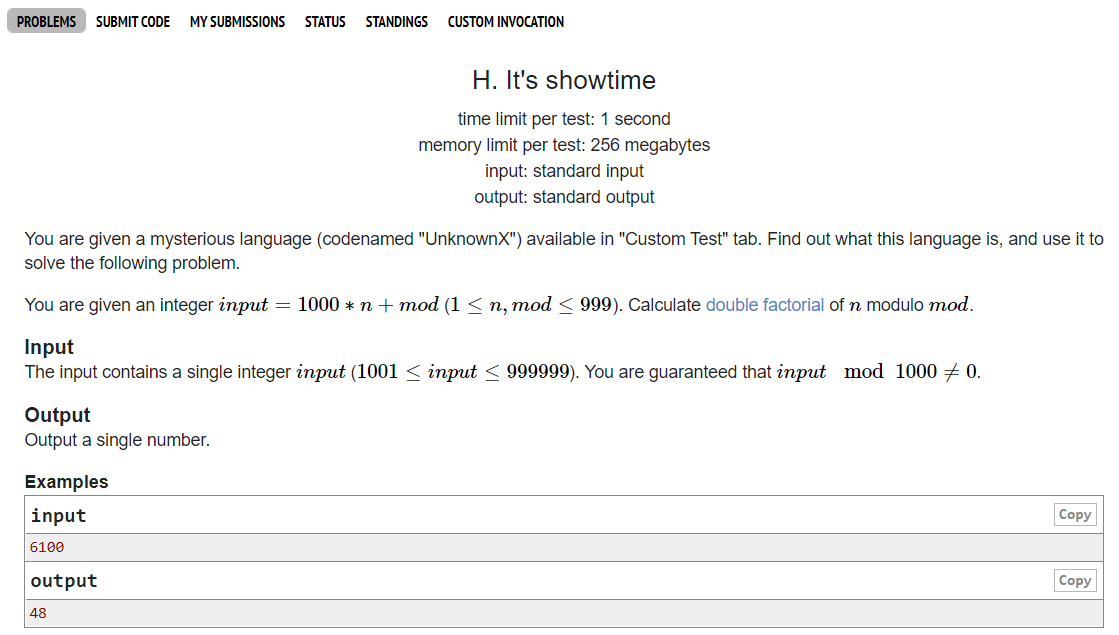 PROBLEMS SUBMIT CODE MY SUBMISSIONS STATUS STANDINGS CUSTOM INVOCATION
H. It's showtime
time limit per test: 1 second
memory limit per test: 256 megabytes
input: standard input
output: standard output
You are given a mysterious language (codenamed "UnknownX") available in "Custom Test" tab. Find out what this language is, and use it to
solve the following problem.
You are given an integer input = 1000 ∗ n + mod (1 ≤ n, mod ≤ 999). Calculate double factorial of n modulo mod.
Input
The input contains a single integer input (1001 ≤ input ≤ 999999). You are guaranteed that input mod 1000 ≠ 0.
Output
Output a single number.
Examples
input Copy
6100
output Copy
48